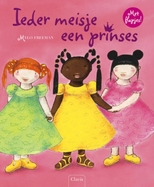 Ieder meisje
een prinses
Met
flapjes!
Clavis